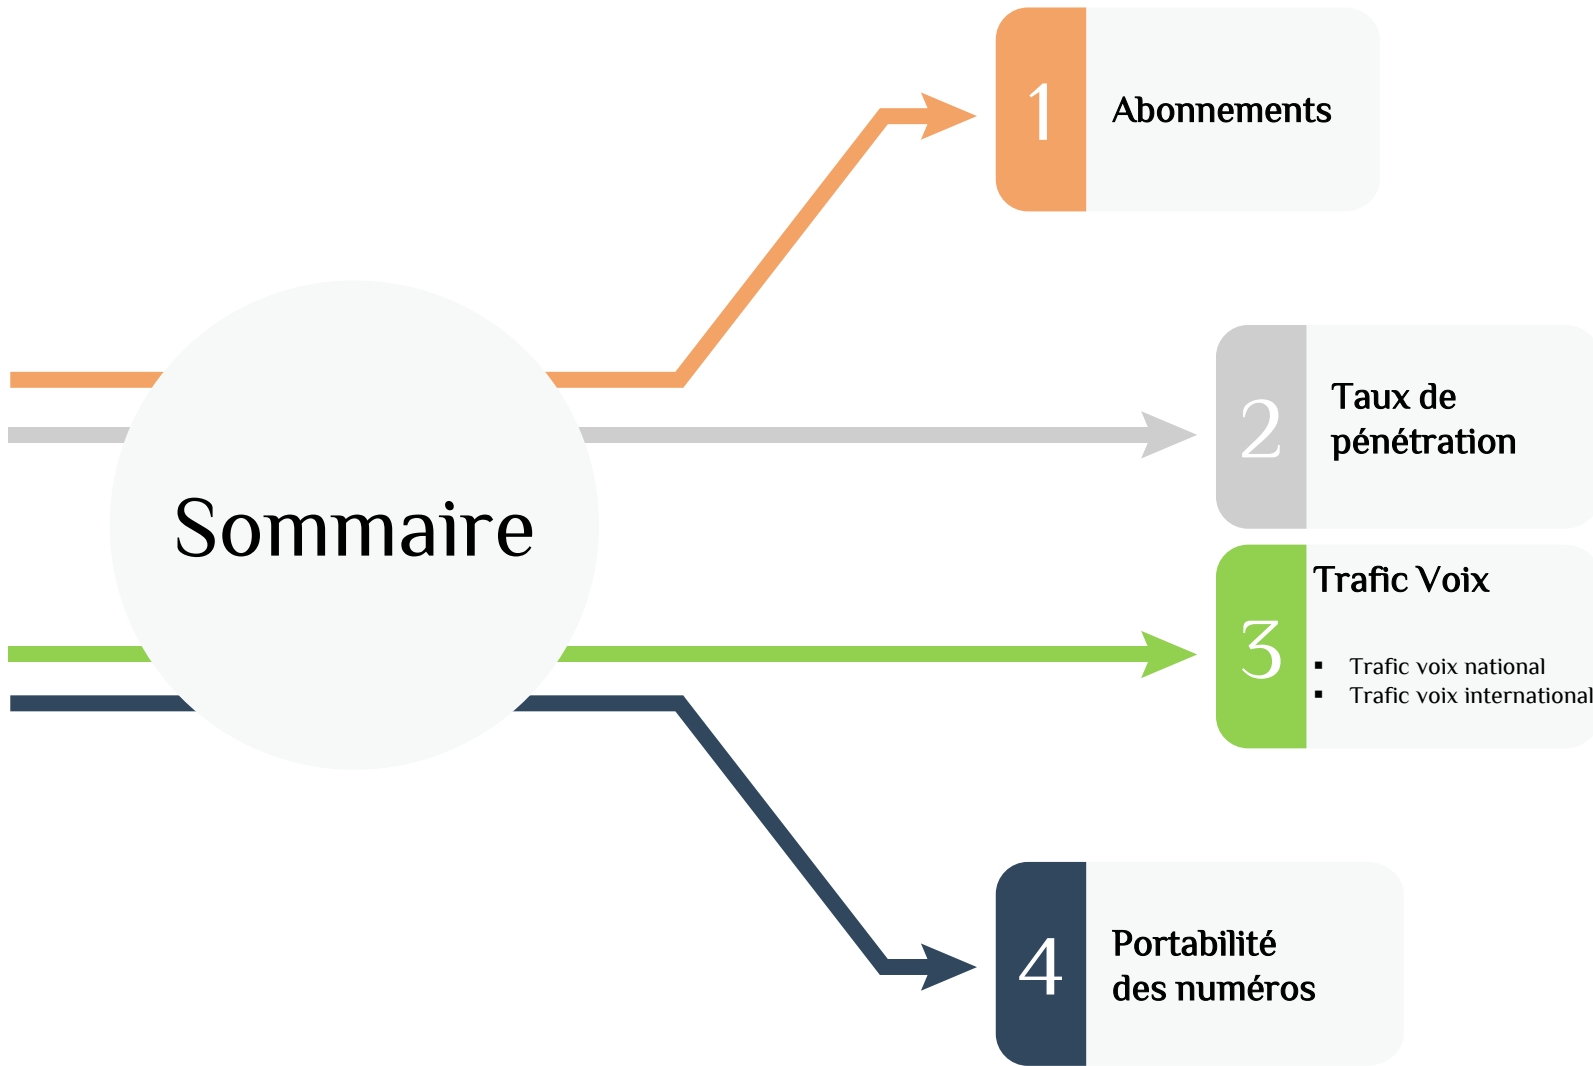 Sommaire
1
Abonnements
2
Taux de
pénétration
3
Trafic Voix
▪ Trafic voix national
▪ Trafic voix international
4
Portabilité
des numéros